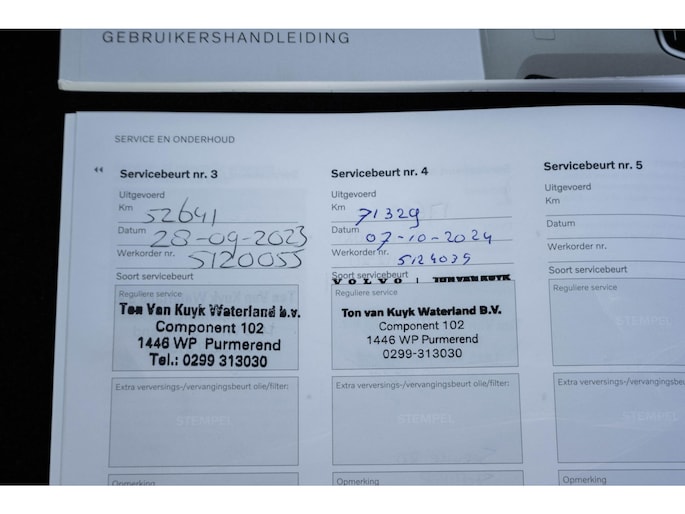 GEBRUIKERSHANDLEIDING
SERVICE EN ONDERHOUD
Servicebeurt nr. 3
Uitgevoerd
Km 52641
Datum 28-09-2023
Werkorder nr. 5120055
Soort servicebeurt
Reguliere service
Ton Van Kuyk Waterland b.v.
Component 102
1446 WP Purmerend
Tel.: 0299 313030
Extra verversings-/vervangingsbeurt olie/filter:
STEMPEL
Opmerking
Servicebeurt nr. 4
Uitgevoerd
Km 71329
Datum 07-10-2024
Werkorder nr. 5124035
Soort servicebeurt
VOLVO | TON VAN KUYK
Reguliere service
Ton van Kuyk Waterland B.V.
Component 102
1446 WP Purmerend
0299-313030
Extra verversings-/vervangingsbeurt olie/filter:
STEMPEL
Opmerking
Servicebeurt nr. 5
Uitgevoerd
Km
Datum
Werkorder nr.
Soort servicebeurt
Reguliere service
STEMPEL
Extra verversings-/vervangingsbeurt
STEMPEL
Opmerking